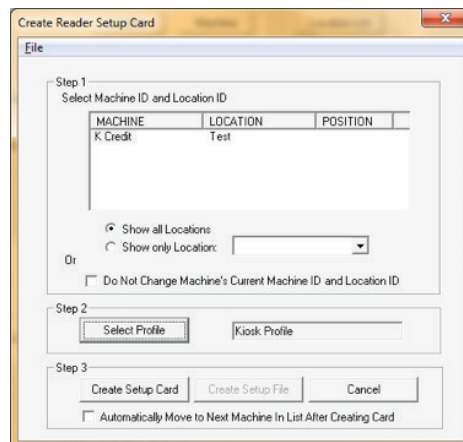 Create Reader Setup Card
File
Step 1
Select Machine ID and Location ID
MACHINE LOCATION POSITION
K Credit Test
Show all Locations
Show only Location:
Or
Do Not Change Machine's Current Machine ID and Location ID
Step 2
Select Profile Kiosk Profile
Step 3
Create Setup Card Create Setup File Cancel
Automatically Move to Next Machine In List After Creating Card